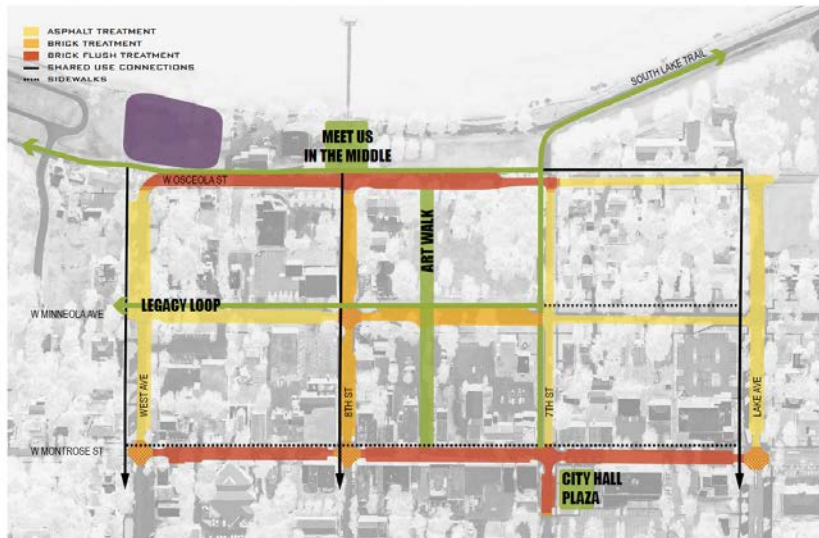 ASPHALT TREATMENT
BRICK TREATMENT
BRICK FLUSH TREATMENT
SHARED USE CONNECTIONS
SIDEWALKS
SOUTH LAKE TRAIL
MEET US
IN THE MIDDLE
W OSCEOLA ST
ART WALK
LEGACY LOOP
W MINNEOLA AVE
WEST AVE
8TH ST
7TH ST
LAKE AVE
W MONTROSE ST
CITY HALL
PLAZA